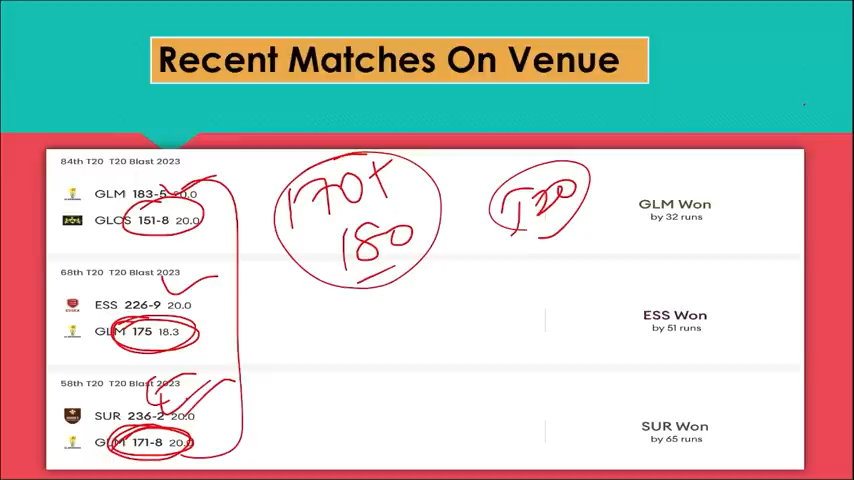 Recent Matches On Venue
84th T20 T20 Blast 2023
GLM 183-5 20.0
GLOS 151-8 20.0
170+
180
T20
GLM Won
by 32 runs
68th T20 T20 Blast 2023
ESS 226-9 20.0
GLM 175 18.3
ESS Won
by 51 runs
58th T20 T20 Blast 2023
SUR 236-2 20.0
GLM 171-8 20.0
SUR Won
by 65 runs